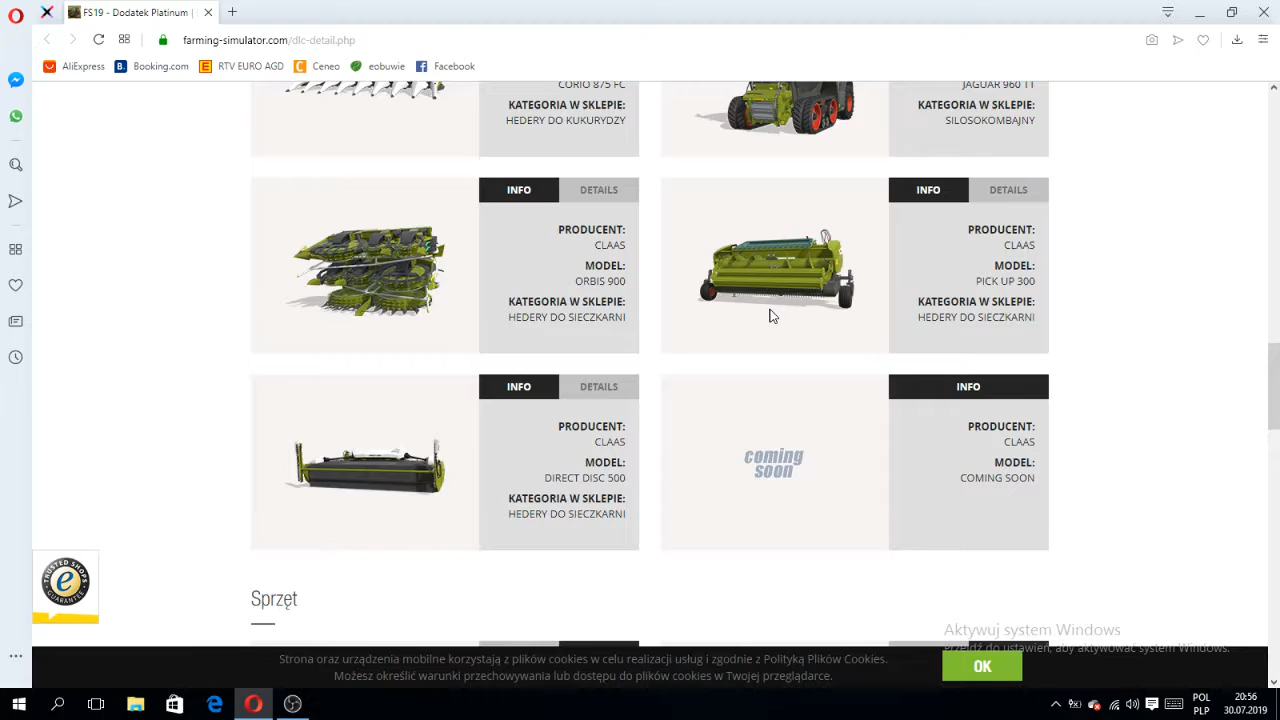 FS19 - Dodatek Platinum |
farming-simulator.com/dlc-detail.php
AliExpress
Booking.com
RTV EURO AGD
Ceneo
eobuwie
Facebook
CORIO 875 FC
KATEGORIA W SKLEPIE:
HEDERY DO KUKURYDZY
JAGUAR 960 TT
KATEGORIA W SKLEPIE:
SILOSOKOMBAJNY
INFO DETAILS
PRODUCENT:
CLAAS
MODEL:
ORBIS 900
KATEGORIA W SKLEPIE:
HEDERY DO SIECZKARNI
INFO DETAILS
PRODUCENT:
CLAAS
MODEL:
PICK UP 300
KATEGORIA W SKLEPIE:
HEDERY DO SIECZKARNI
INFO DETAILS
PRODUCENT:
CLAAS
MODEL:
DIRECT DISC 500
KATEGORIA W SKLEPIE:
HEDERY DO SIECZKARNI
coming
soon
INFO
PRODUCENT:
CLAAS
MODEL:
COMING SOON
TRUSTED SHOPS
e
GUARANTEE
Sprzęt
Aktywuj system Windows
Przejdź do ustawień, aby aktywować system Windows.
Strona oraz urządzenia mobilne korzystają z plików cookies w celu realizacji usług i zgodnie z Polityką Plików Cookies.
Możesz określić warunki przechowywania lub dostępu do plików cookies w Twojej przeglądarce.
OK
POL
PLP
20:56
30.07.2019